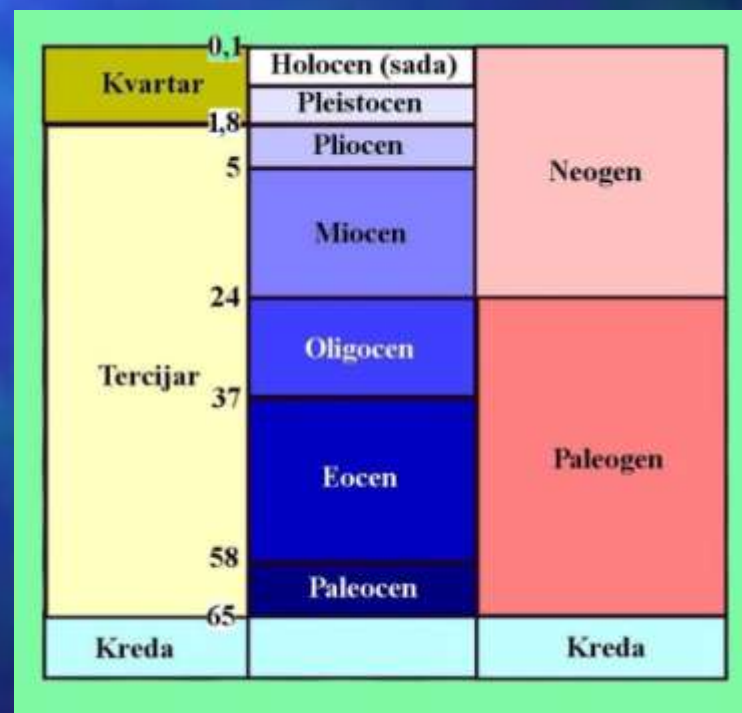 0,1
Kvartar
Holocen (sada)
Pleistocen
1,8
Pliocen
5
Neogen
Miocen
24
Oligocen
Tercijar
37
Eocen
Paleogen
58
Paleocen
65
Kreda
Kreda